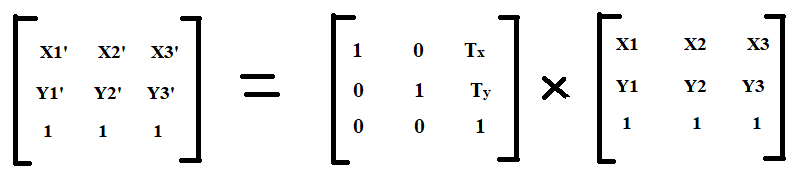 X1' X2' X3' 1 0 Tx X1 X2 X3
Y1' Y2' Y3' = 0 1 Ty × Y1 Y2 Y3
1 1 1 0 0 1 1 1 1